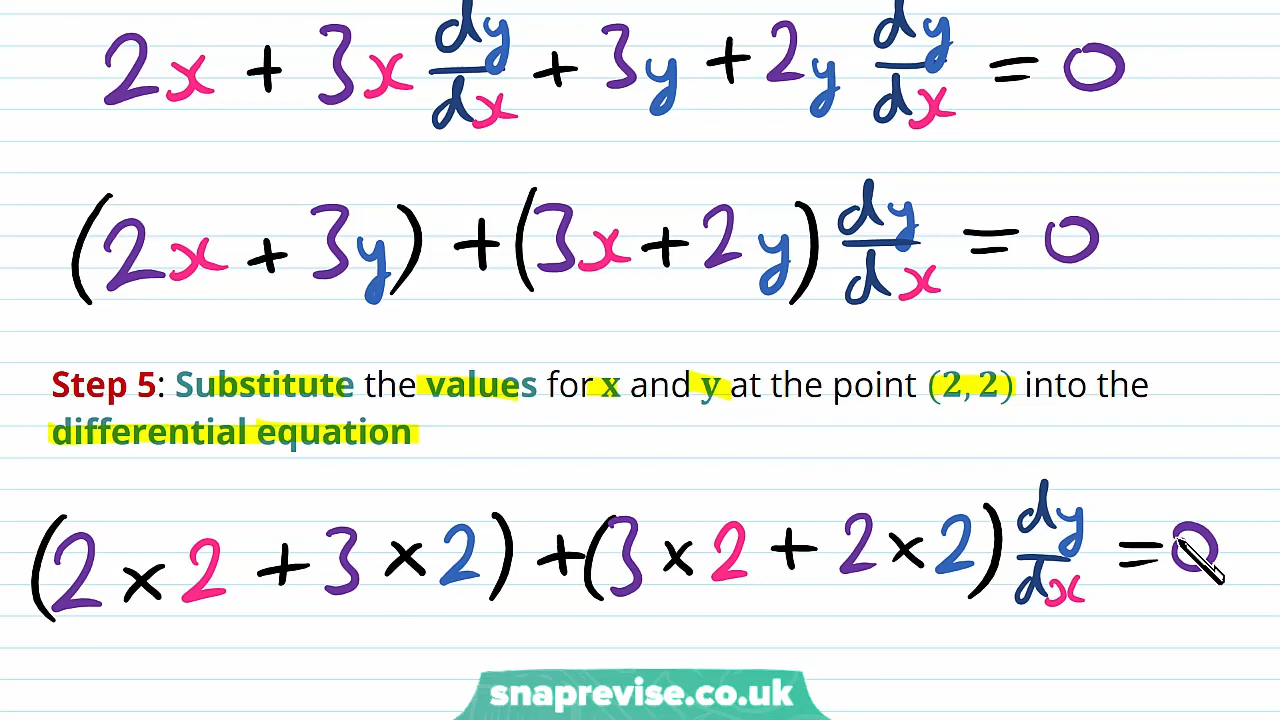 2x + 3x dy/dx + 3y + 2y dy/dx = 0
(2x + 3y) + (3x + 2y) dy/dx = 0
Step 5: Substitute the values for x and y at the point (2, 2) into the
differential equation
(2 × 2 + 3 × 2) + (3 × 2 + 2 × 2) dy/dx = 0
snaprevise.co.uk